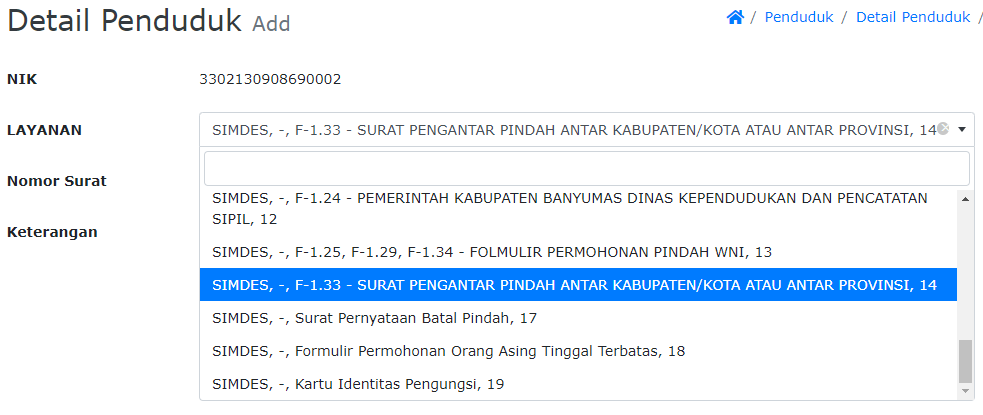 Detail Penduduk Add
/ Penduduk / Detail Penduduk /
NIK 3302130908690002
LAYANAN SIMDES, -, F-1.33 - SURAT PENGANTAR PINDAH ANTAR KABUPATEN/KOTA ATAU ANTAR PROVINSI, 14
Nomor Surat
SIMDES, -, F-1.24 - PEMERINTAH KABUPATEN BANYUMAS DINAS KEPENDUDUKAN DAN PENCATATAN
SIPIL, 12
Keterangan
SIMDES, -, F-1.25, F-1.29, F-1.34 - FOLMULIR PERMOHONAN PINDAH WNI, 13
SIMDES, -, F-1.33 - SURAT PENGANTAR PINDAH ANTAR KABUPATEN/KOTA ATAU ANTAR PROVINSI, 14
SIMDES, -, Surat Pernyataan Batal Pindah, 17
SIMDES, -, Formulir Permohonan Orang Asing Tinggal Terbatas, 18
SIMDES, -, Kartu Identitas Pengungsi, 19